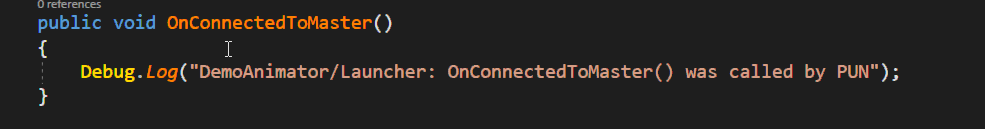 0 references
public void OnConnectedToMaster()
{
Debug.Log("DemoAnimator/Launcher: OnConnectedToMaster() was called by PUN");
}